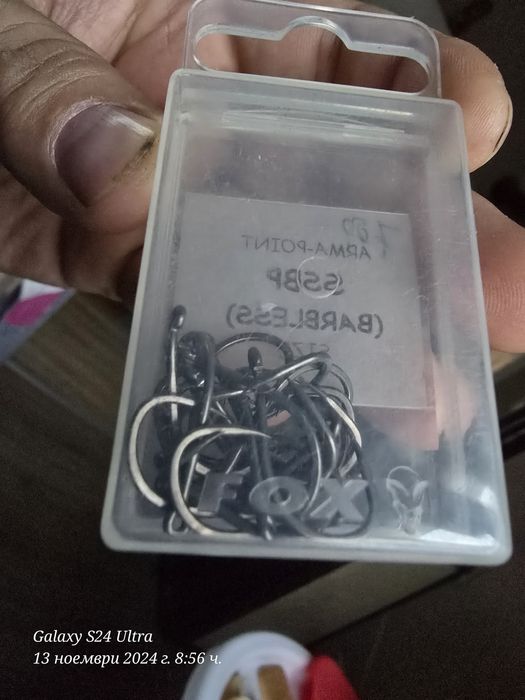 ARMA-POINT
SSBP
(BARBLESS)
FOX
Galaxy S24 Ultra
13 ноември 2024 г. 8:56 ч.